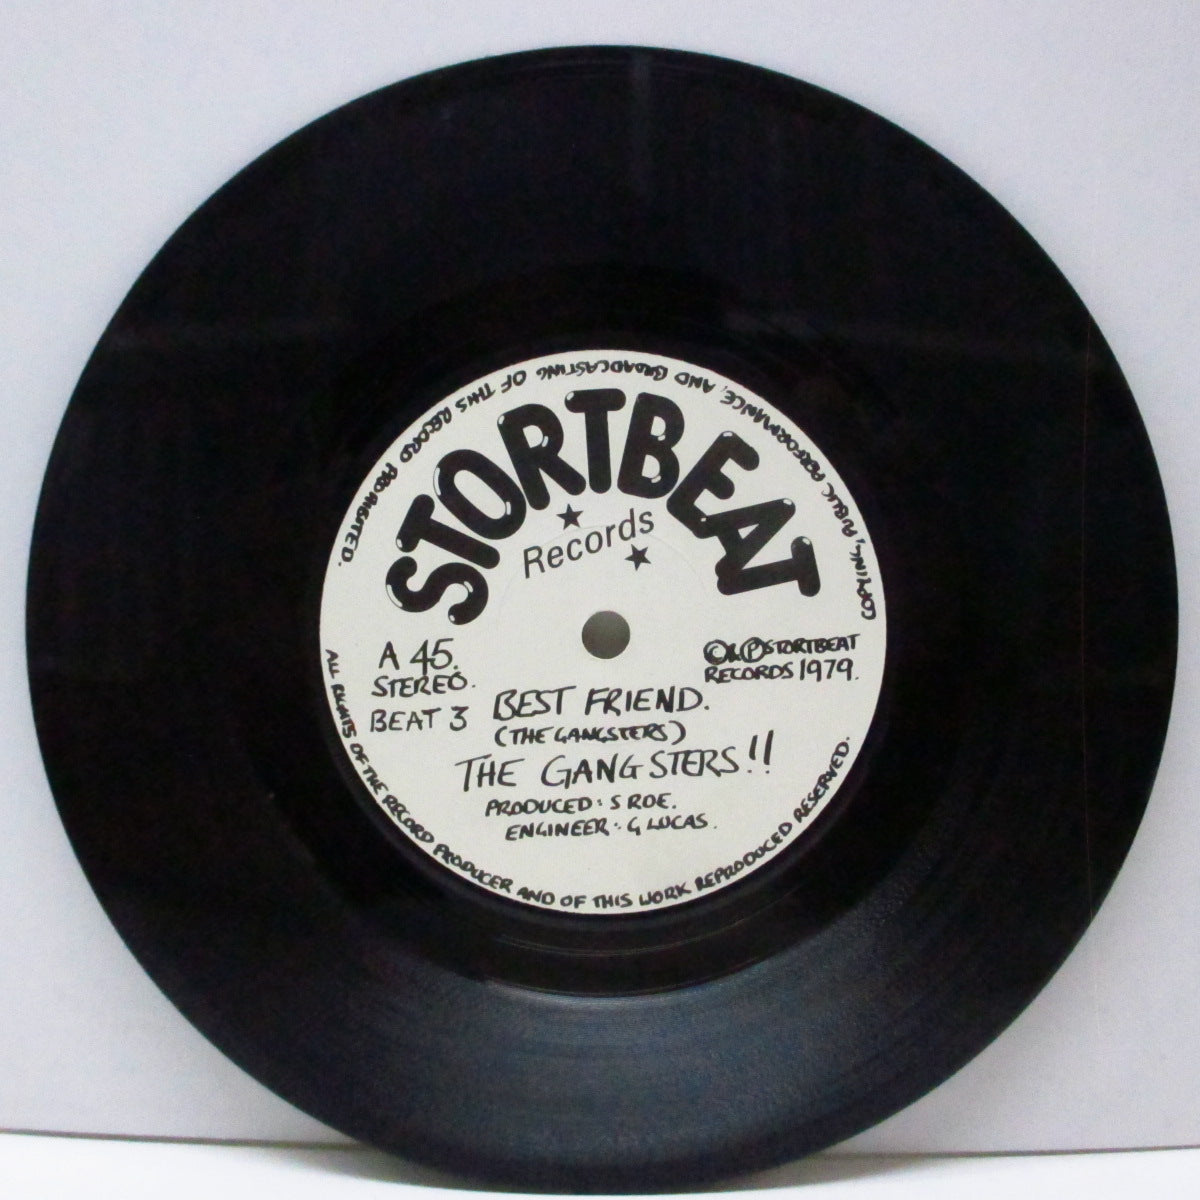 STORTBEAT
Records
A 45.
STEREO.
BEAT 3
© & ℗ STORTBEAT
RECORDS 1979.
BEST FRIEND.
(THE GANGSTERS)
THE GANGSTERS!!
PRODUCED: S ROE.
ENGINEER: G LUCAS.
ALL RIGHTS OF THE RECORD PRODUCER AND OF THIS WORK REPRODUCED RESERVED.
COPYING, PUBLIC PERFORMANCE, AND BROADCASTING OF THIS RECORD PROHIBITED.